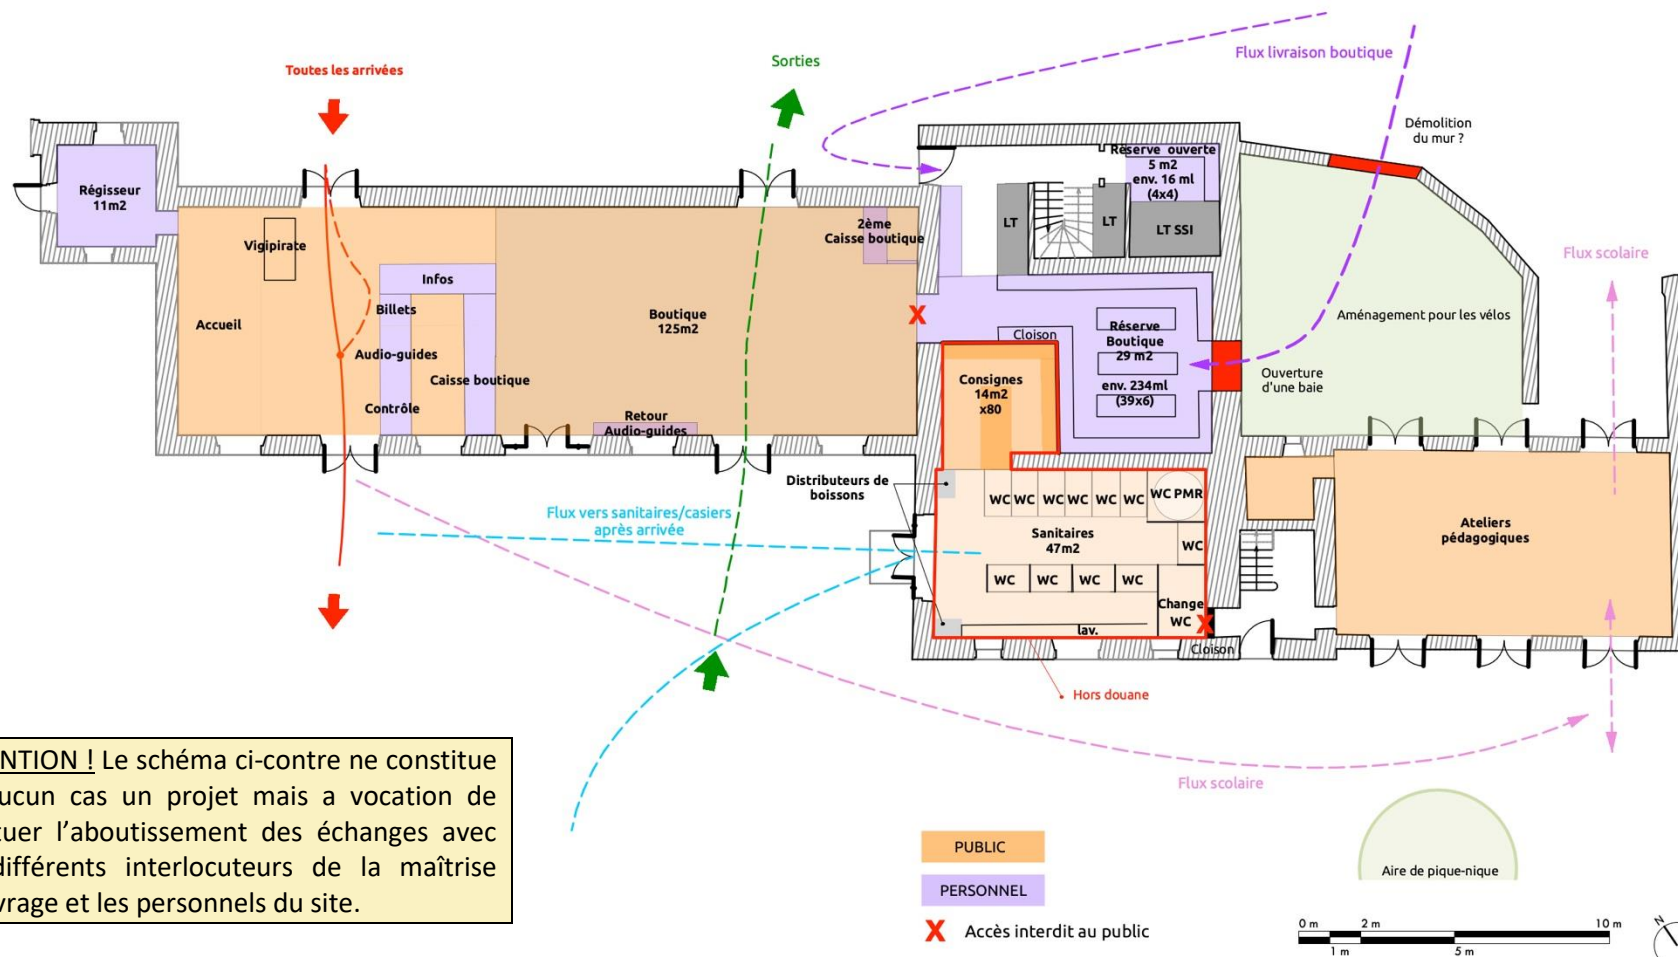 Toutes les arrivées
Sorties
Flux livraison boutique
Démolition
du mur ?
Régisseur
11m2
Vigipirate
Accueil
Infos
Billets
Audio-guides
Caisse boutique
Contrôle
Boutique
125m2
2ème
Caisse boutique
Retour
Audio-guides
Réserve ouverte
5 m2
env. 16 ml
(4x4)
LT
LT
LT SSI
Cloison
Réserve
Boutique
29 m2
env. 234ml
(39x6)
Consignes
14m2
x80
Aménagement pour les vélos
Ouverture
d'une baie
Flux scolaire
Distributeurs de
boissons
Flux vers sanitaires/casiers
après arrivée
WC
WC
WC
WC
WC
WC
WC PMR
Sanitaires
47m2
WC
WC
WC
WC
WC
Change
WC
lav.
Cloison
Ateliers
pédagogiques
Hors douane
Flux scolaire
NTION ! Le schéma ci-contre ne constitue
ucun cas un projet mais a vocation de
tuer l'aboutissement des échanges avec
différents interlocuteurs de la maîtrise
vrage et les personnels du site.
PUBLIC
PERSONNEL
X Accès interdit au public
Aire de pique-nique
0 m
2 m
10 m
1 m
5 m
N